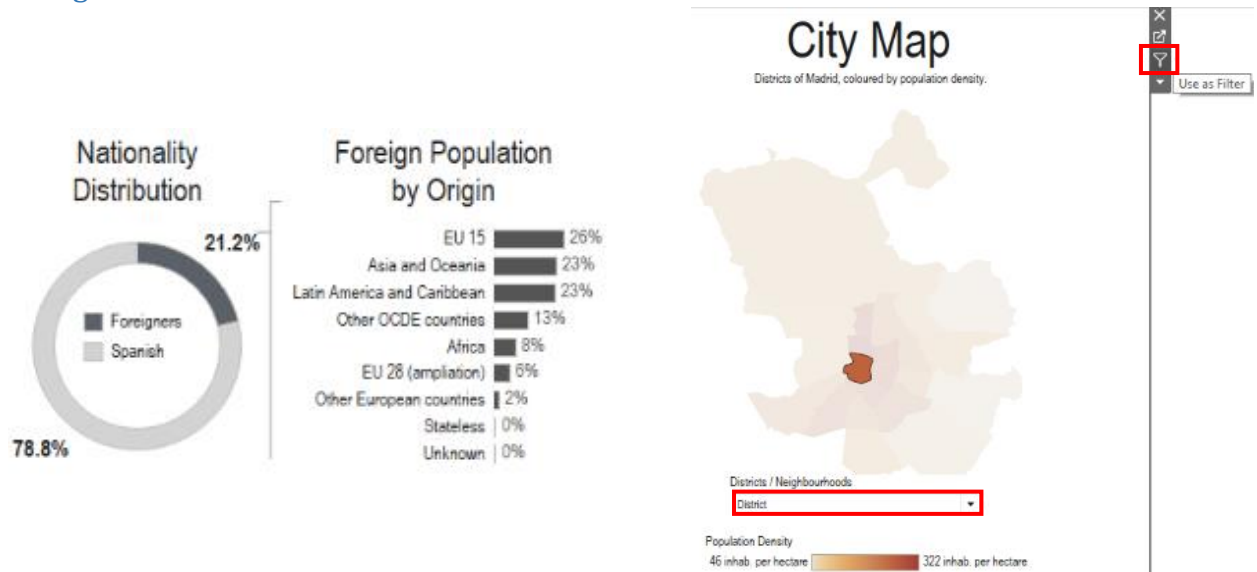 Nationality
Distribution
21.2%
Foreigners
Spanish
78.8%
Foreign Population
by Origin
EU 15 26%
Asia and Oceania 23%
Latin America and Caribbean 23%
Other OCDE countries 13%
Africa 8%
EU 28 (ampliation) 6%
Other European countries 2%
Stateless 0%
Unknown 0%
City Map
Districts of Madrid, coloured by population density.
Use as Filter
Districts / Neighbourhoods
District
Population Density
46 inhab. per hectare 322 inhab. per hectare